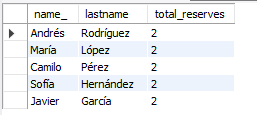 name_ lastname total_reserves
Andrés Rodríguez 2
María López 2
Camilo Pérez 2
Sofía Hernández 2
Javier García 2